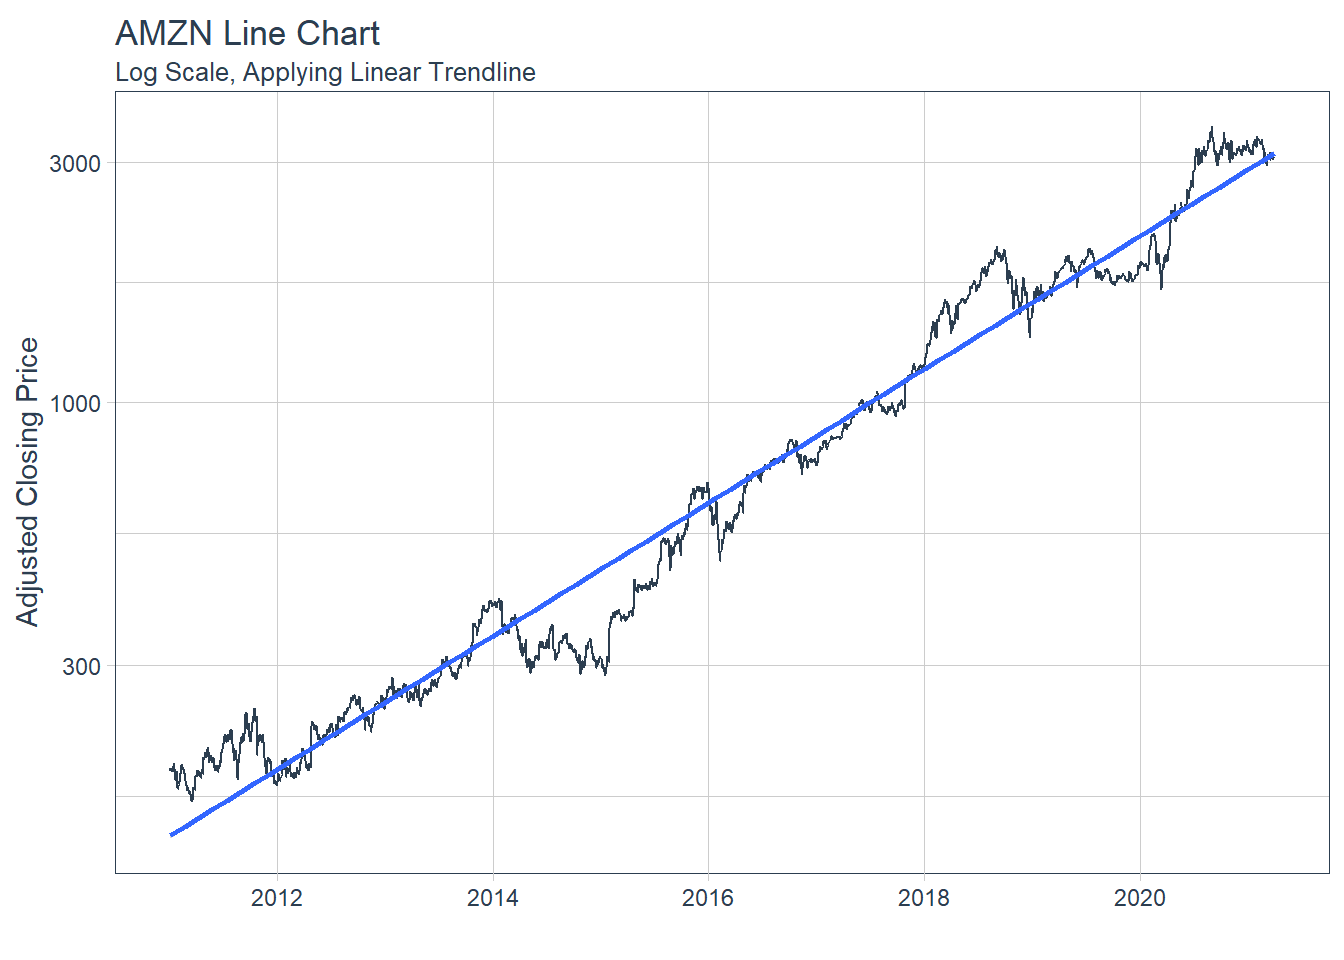 AMZN Line Chart
Log Scale, Applying Linear Trendline
Adjusted Closing Price
3000
1000
300
2012 2014 2016 2018 2020